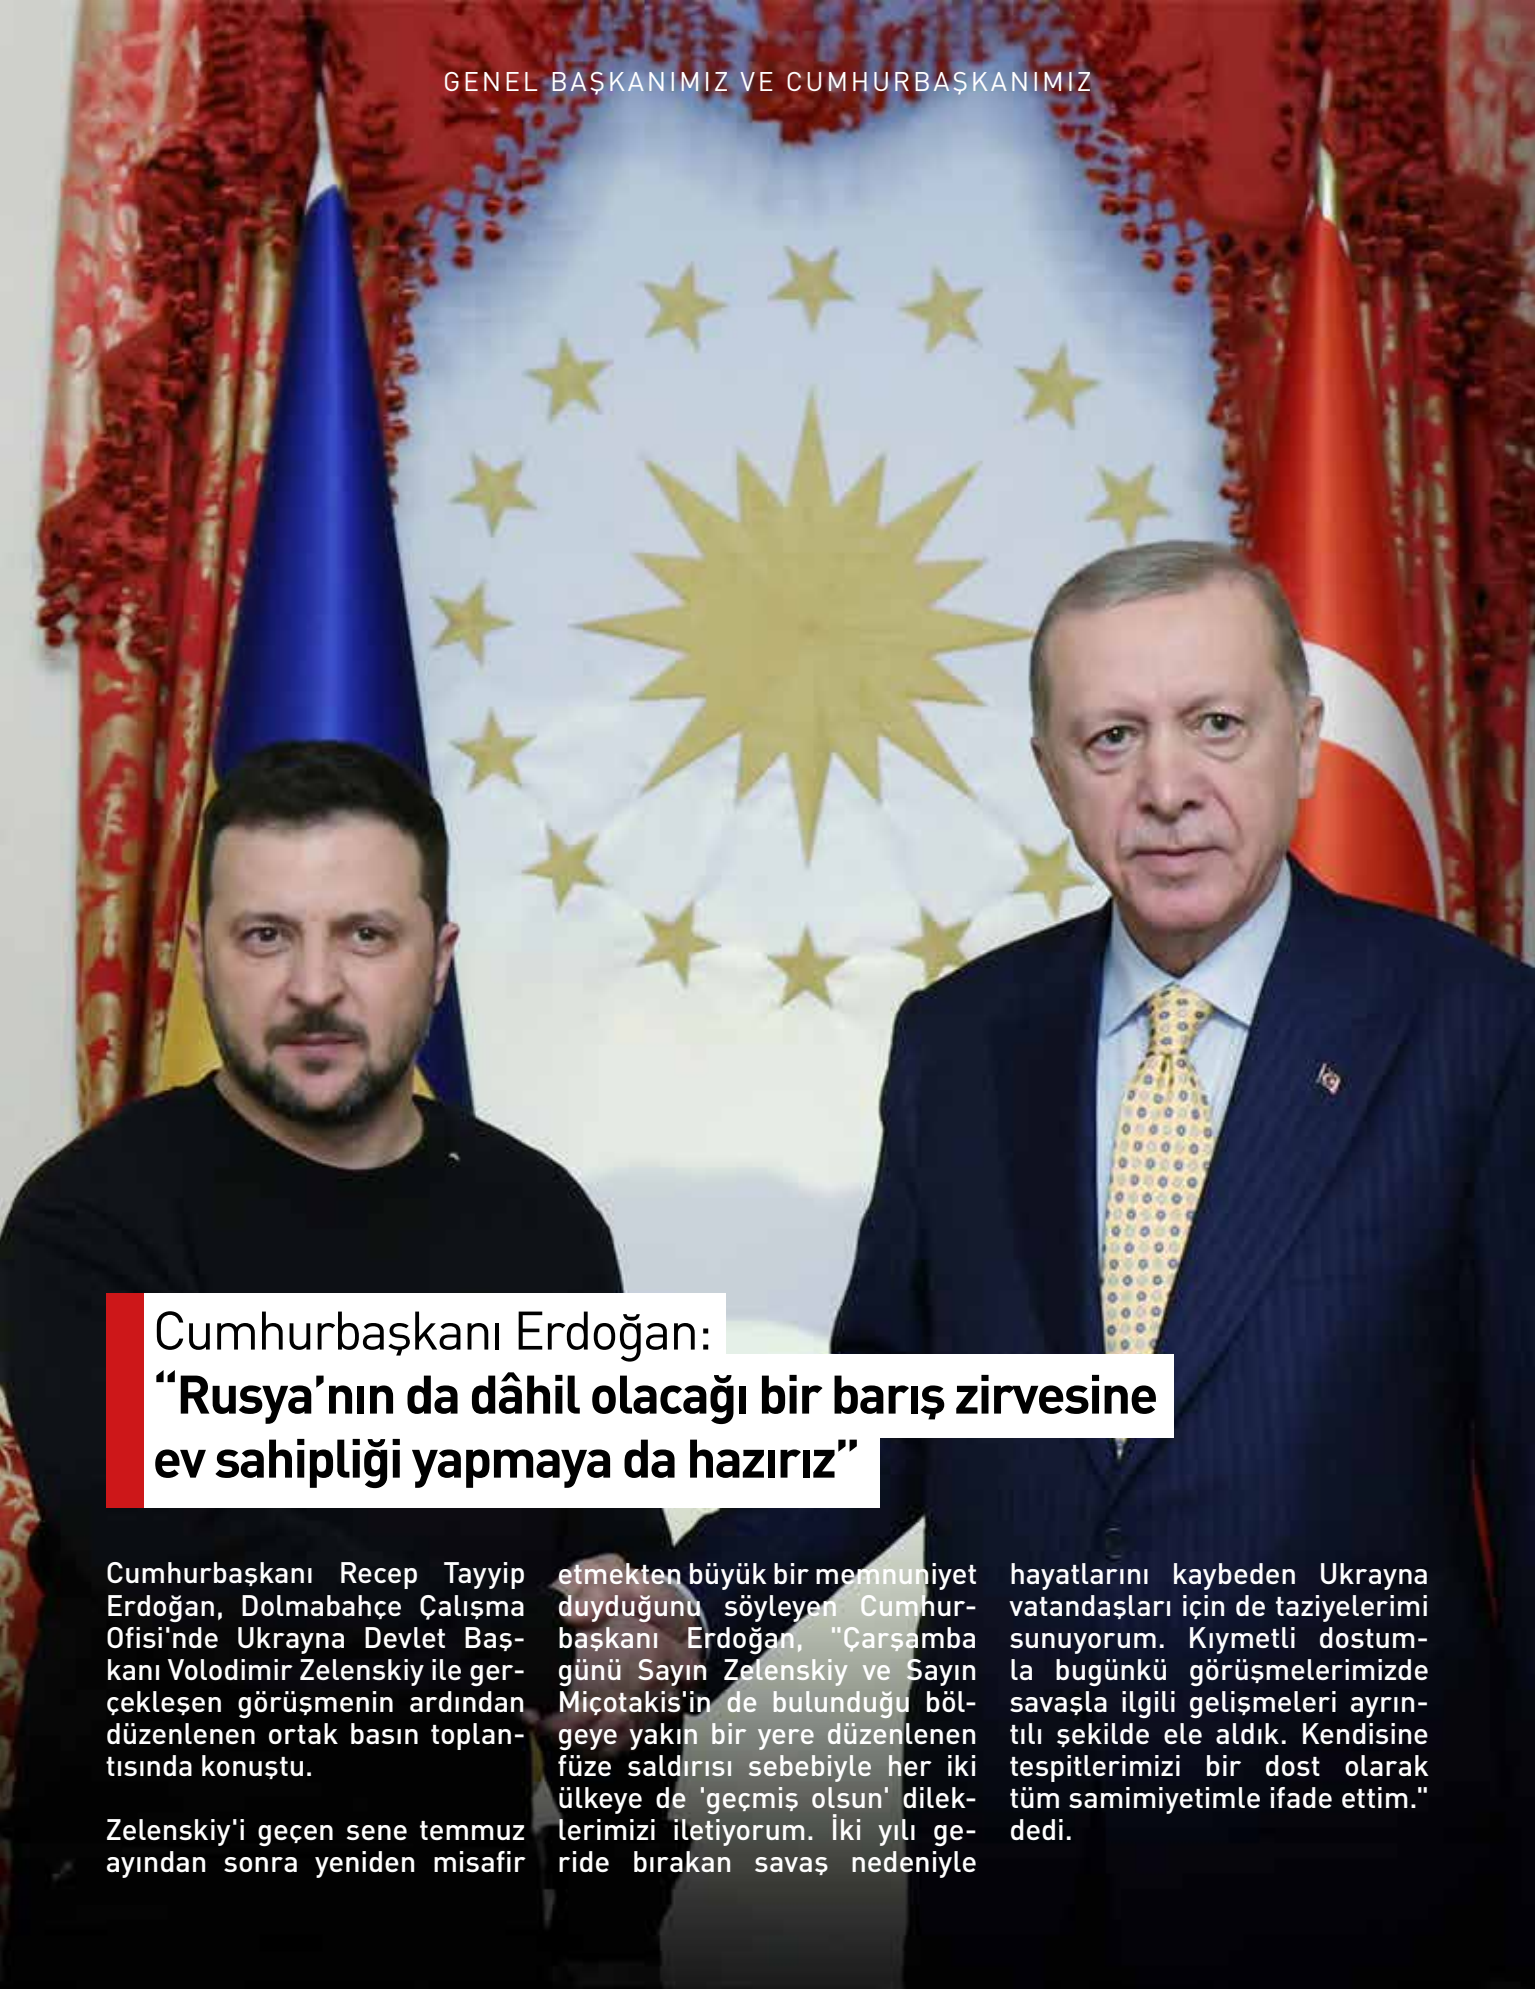 GENEL BAŞKANIMIZ VE CUMHURBAŞKANIMIZ
Cumhurbaşkanı Erdoğan:
“Rusya’nın da dâhil olacağı bir barış zirvesine
ev sahipliği yapmaya da hazırız”
Cumhurbaşkanı Recep Tayyip
Erdoğan, Dolmabahçe Çalışma
Ofisi'nde Ukrayna Devlet Baş-
kanı Volodimir Zelenskiy ile ger-
çekleşen görüşmenin ardından
düzenlenen ortak basın toplan-
tısında konuştu.
Zelenskiy'i geçen sene temmuz
ayından sonra yeniden misafir
etmekten büyük bir memnuniyet
duyduğunu söyleyen Cumhur-
başkanı Erdoğan, "Çarşamba
günü Sayın Zelenskiy ve Sayın
Miçotakis'in de bulunduğu böl-
geye yakın bir yere düzenlenen
füze saldırısı sebebiyle her iki
ülkeye de 'geçmiş olsun' dilek-
lerimizi iletiyorum. İki yılı ge-
ride bırakan savaş nedeniyle
hayatlarını kaybeden Ukrayna
vatandaşları için de taziyelerimi
sunuyorum. Kıymetli dostum-
la bugünkü görüşmelerimizde
savaşla ilgili gelişmeleri ayrın-
tılı şekilde ele aldık. Kendisine
tespitlerimizi bir dost olarak
tüm samimiyetimle ifade ettim."
dedi.